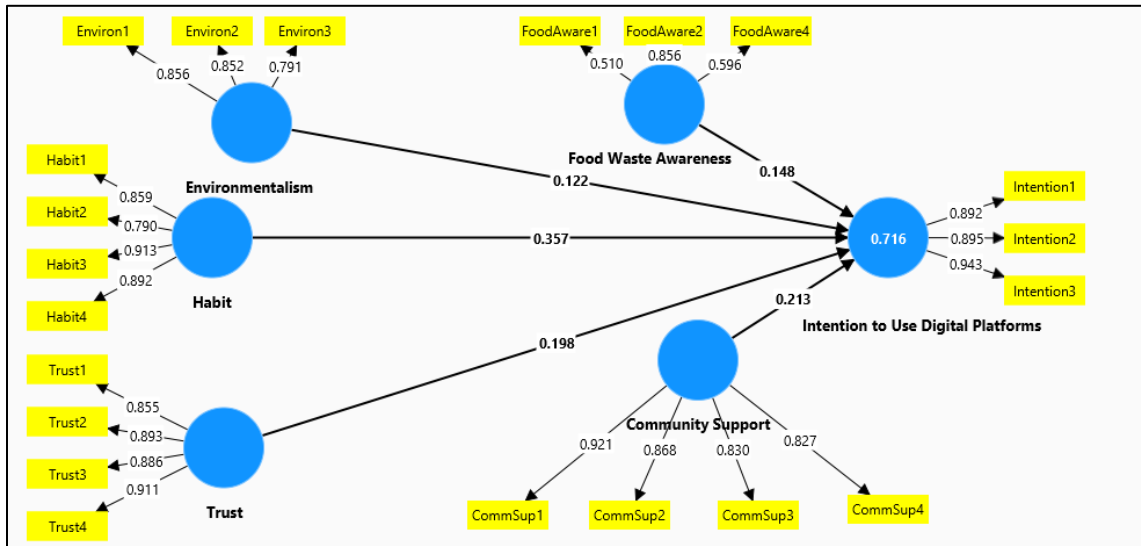 Environ1
Environ2
Environ3
0.856
0.852
0.791
Environmentalism
FoodAware1
FoodAware2
FoodAware4
0.510
0.856
0.596
Food Waste Awareness
0.122
0.148
Habit1
Habit2
Habit3
Habit4
0.859
0.790
0.913
0.892
Habit
0.357
0.716
Intention1
Intention2
Intention3
0.892
0.895
0.943
Intention to Use Digital Platforms
Trust1
Trust2
Trust3
Trust4
0.855
0.893
0.886
0.911
Trust
0.198
0.213
Community Support
0.921
0.868
0.830
0.827
CommSup1
CommSup2
CommSup3
CommSup4